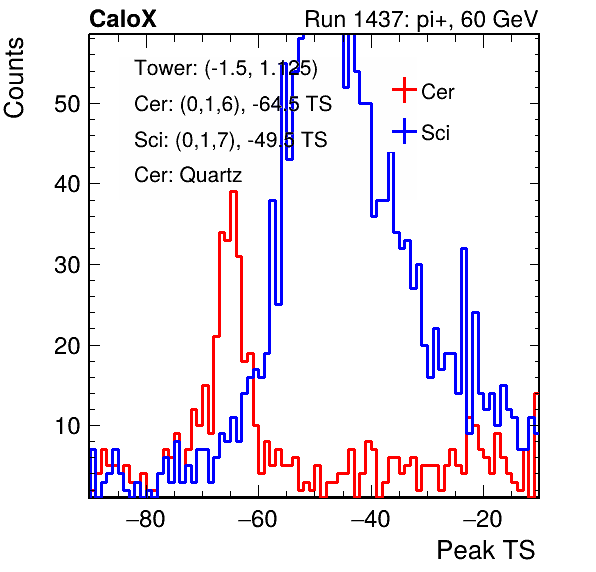 CaloX Run 1437: pi+, 60 GeV
Counts
Tower: (-1.5, 1.125)
Cer: (0,1,6), -64.5 TS
Sci: (0,1,7), -49.5 TS
Cer: Quartz
Cer
Sci
50
40
30
20
10
−80 −60 −40 −20
Peak TS